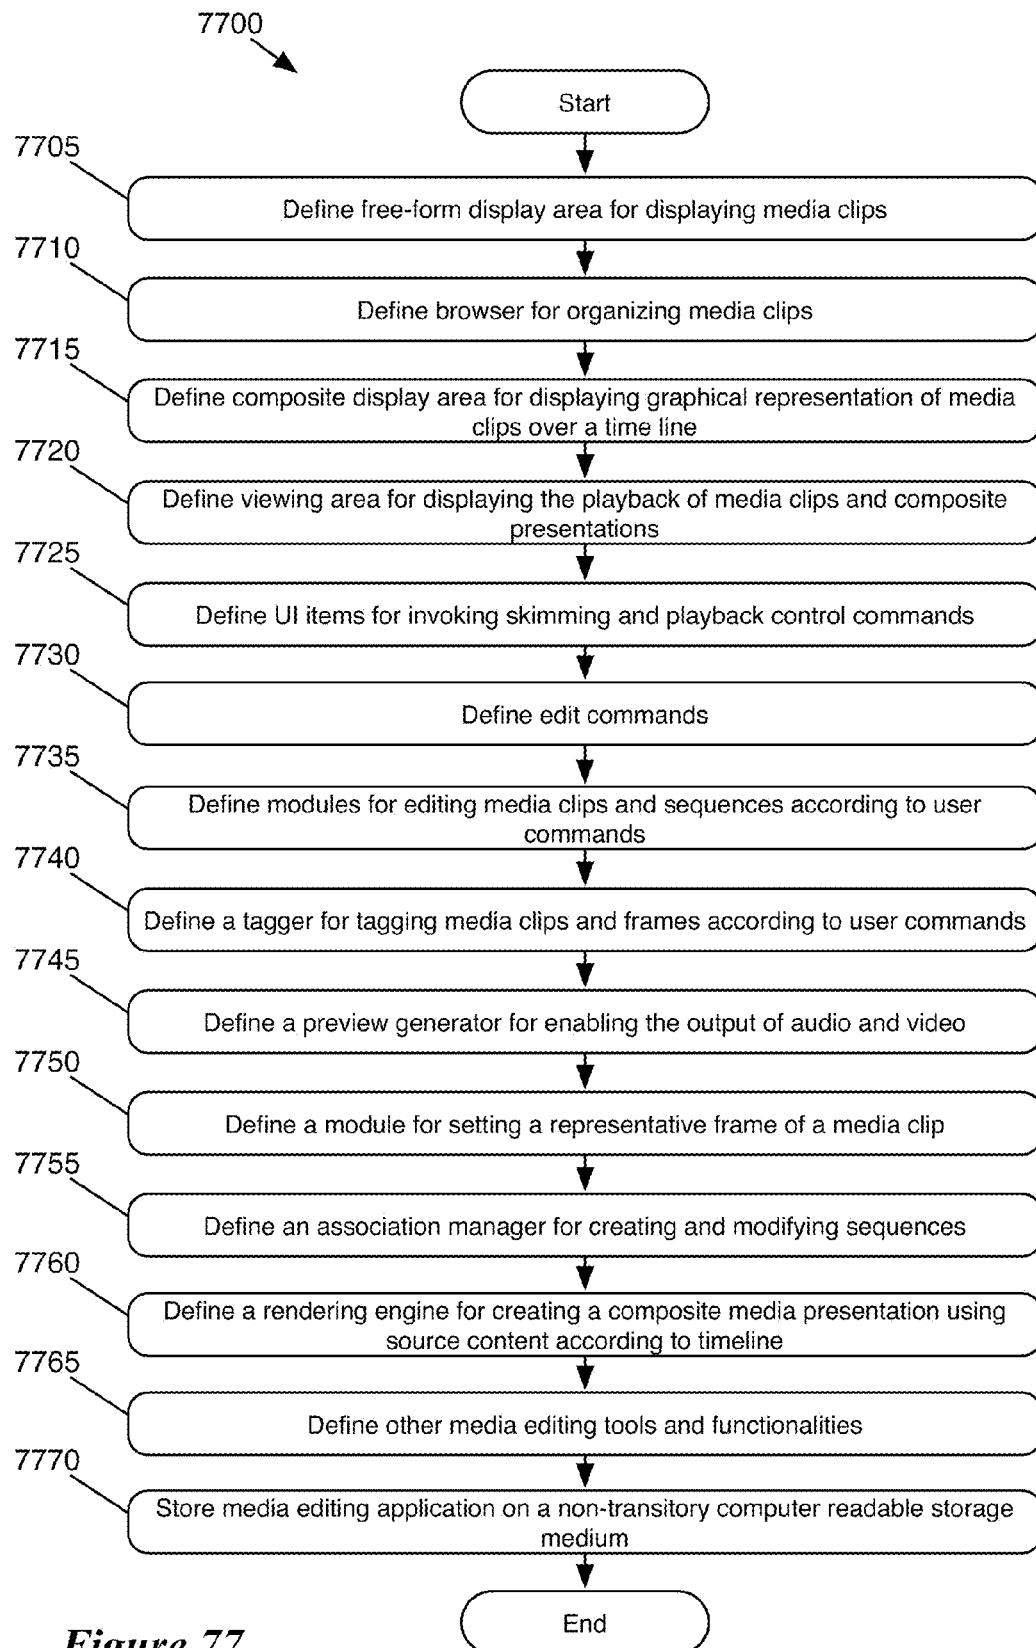 7700
Start
7705
Define free-form display area for displaying media clips
7710
Define browser for organizing media clips
7715
Define composite display area for displaying graphical representation of media
clips over a time line
7720
Define viewing area for displaying the playback of media clips and composite
presentations
7725
Define UI items for invoking skimming and playback control commands
7730
Define edit commands
7735
Define modules for editing media clips and sequences according to user
commands
7740
Define a tagger for tagging media clips and frames according to user commands
7745
Define a preview generator for enabling the output of audio and video
7750
Define a module for setting a representative frame of a media clip
7755
Define an association manager for creating and modifying sequences
7760
Define a rendering engine for creating a composite media presentation using
source content according to timeline
7765
Define other media editing tools and functionalities
7770
Store media editing application on a non-transitory computer readable storage
medium
End
Figure 77